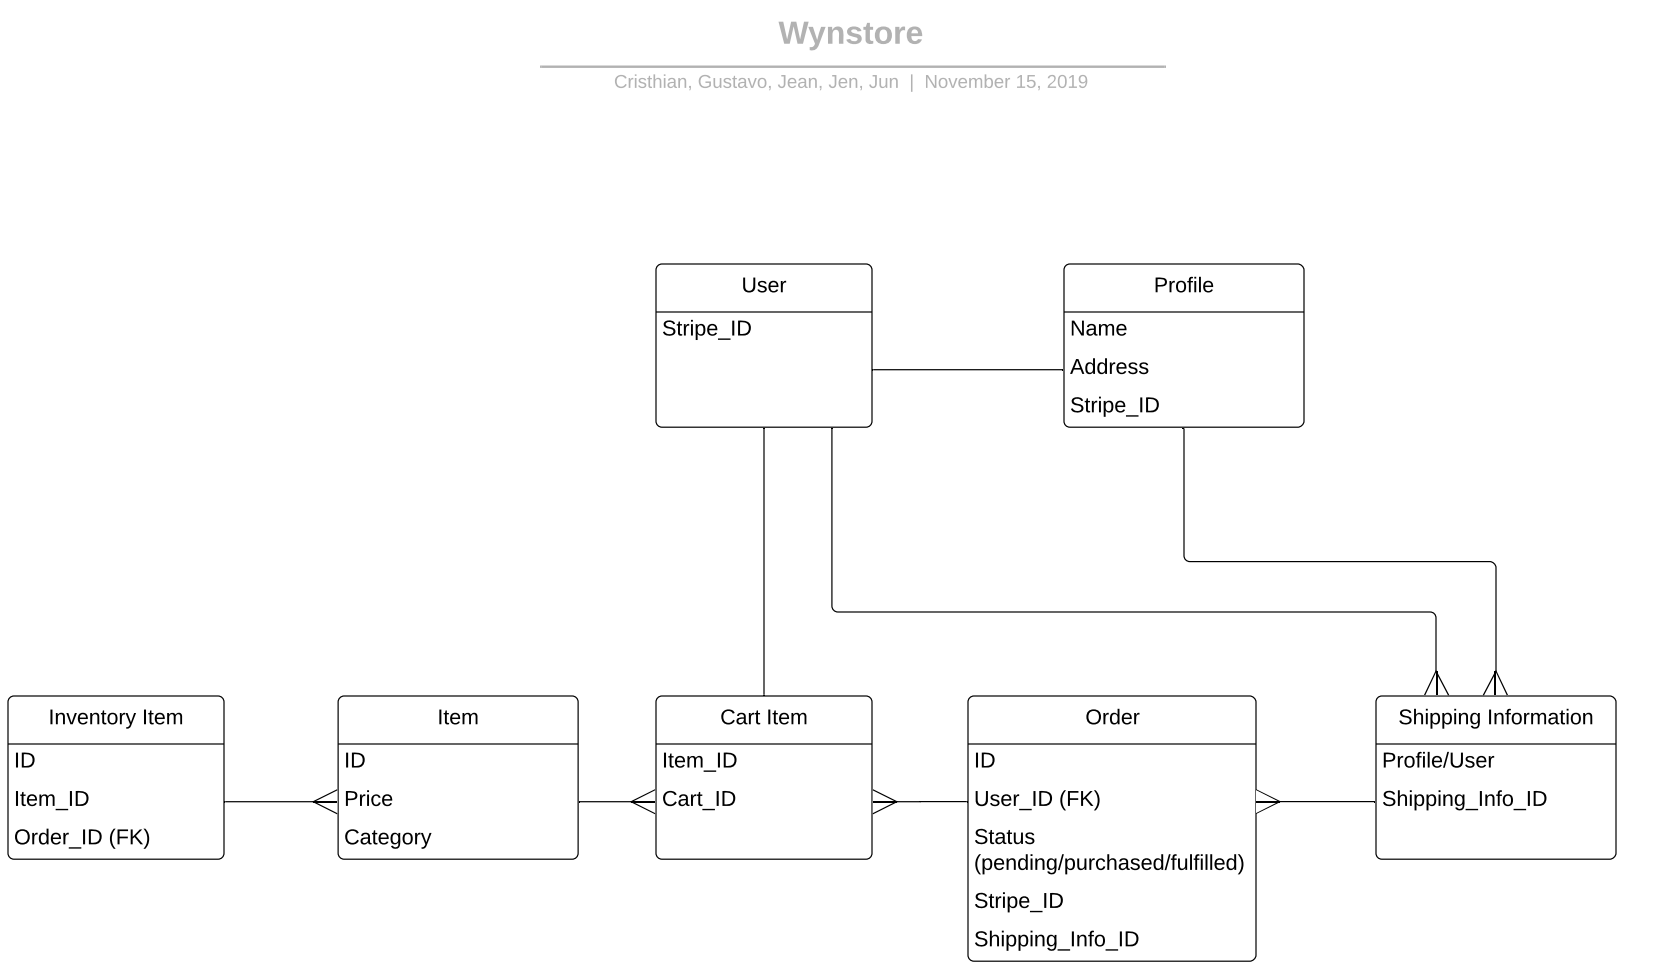 Wynstore
Cristhian, Gustavo, Jean, Jen, Jun | November 15, 2019
User
Stripe_ID
Profile
Name
Address
Stripe_ID
Inventory Item
ID
Item_ID
Order_ID (FK)
Item
ID
Price
Category
Cart Item
Item_ID
Cart_ID
Order
ID
User_ID (FK)
Status
(pending/purchased/fulfilled)
Stripe_ID
Shipping_Info_ID
Shipping Information
Profile/User
Shipping_Info_ID